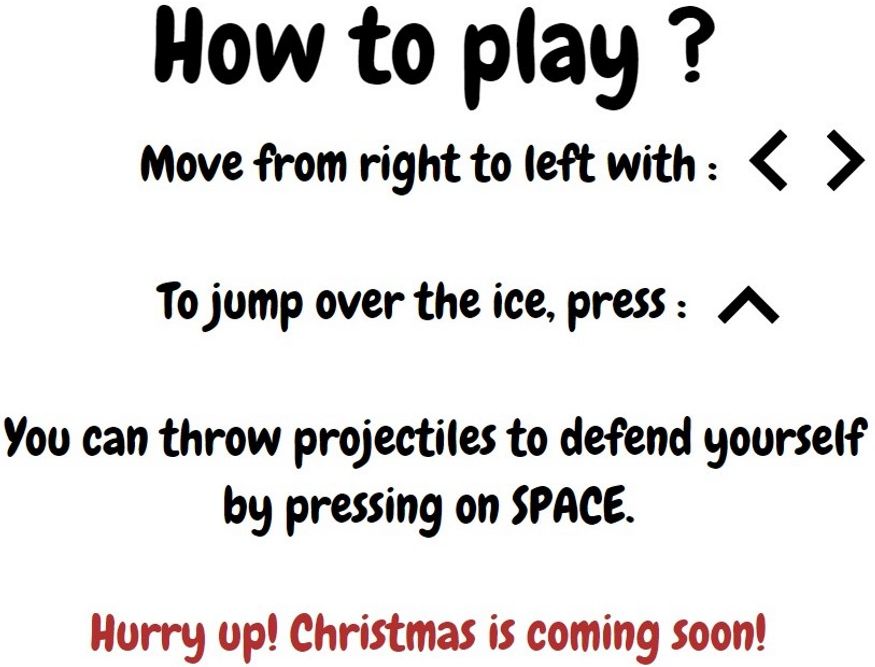 How to play ?
Move from right to left with : < >
To jump over the ice, press : ^
You can throw projectiles to defend yourself
by pressing on SPACE.
Hurry up! Christmas is coming soon!